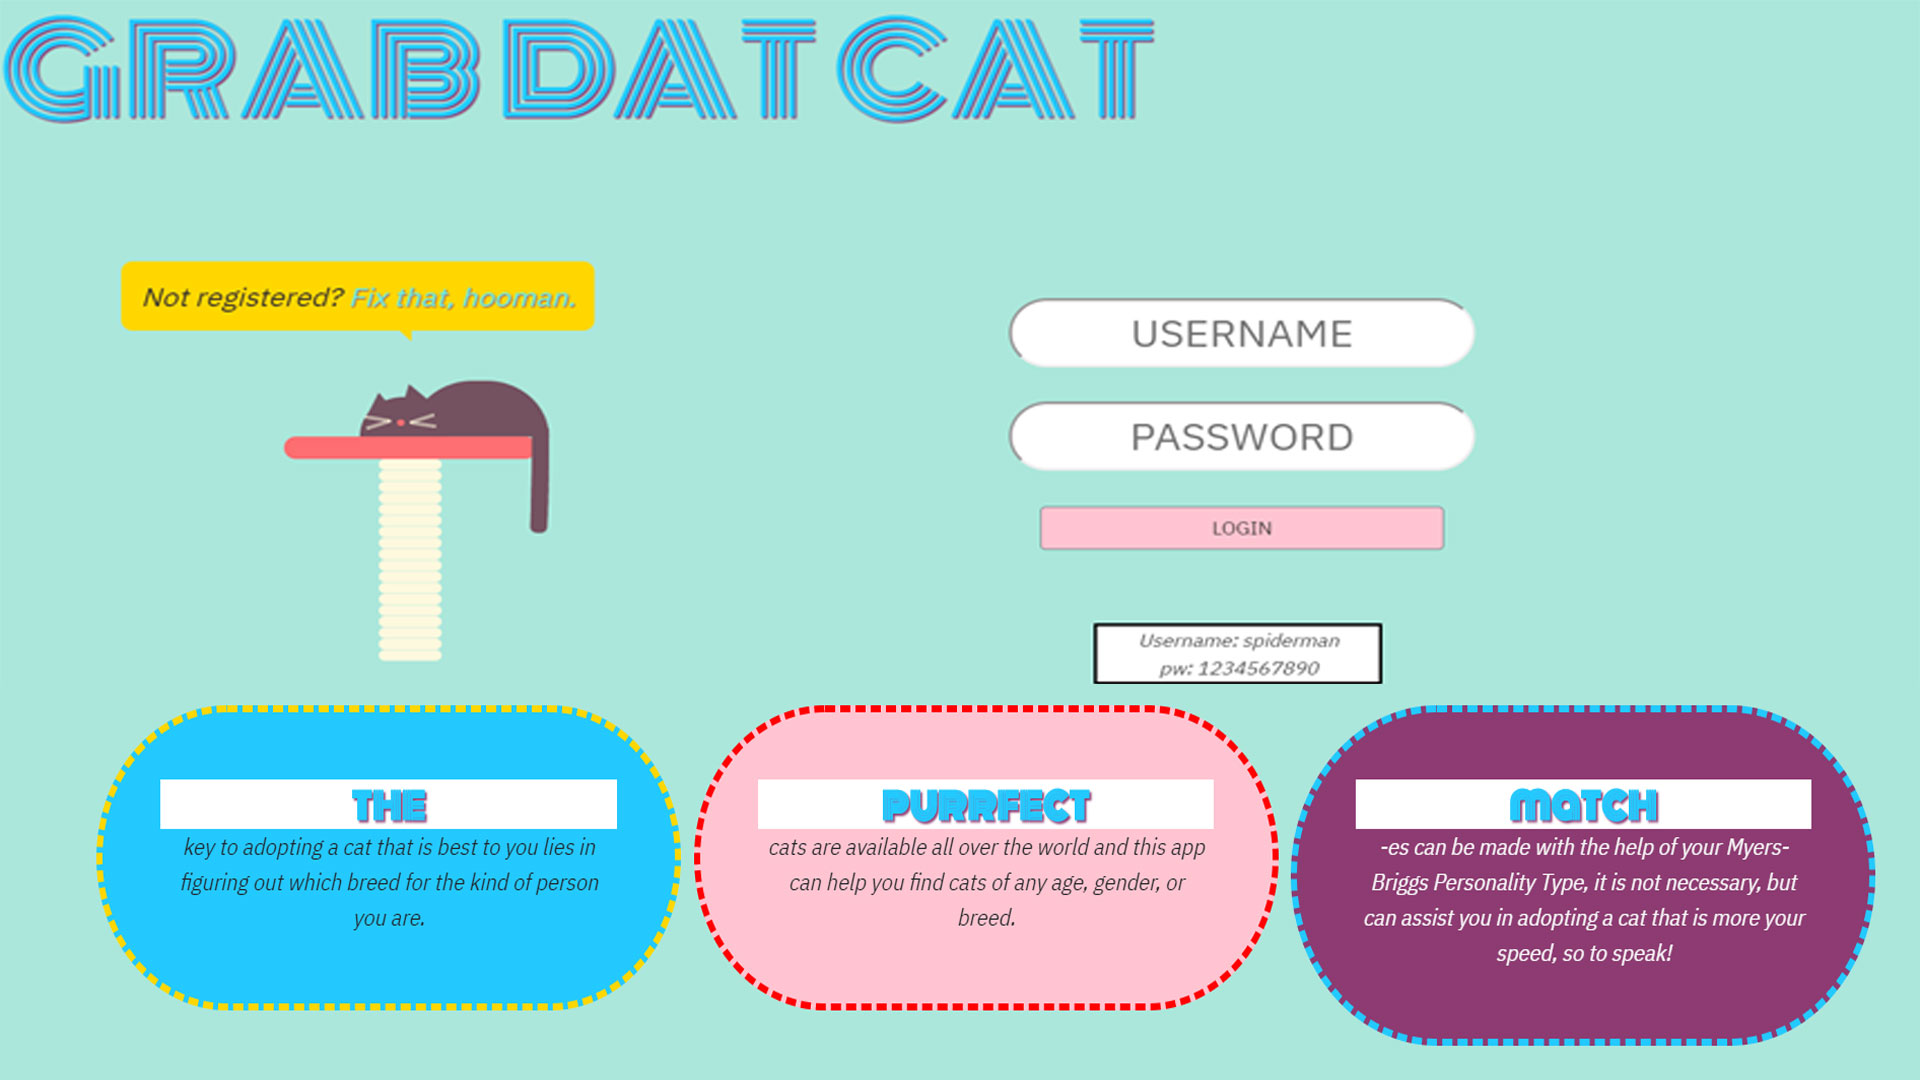 GRABDATCAT
Not registered? Fix that, hooman.
USERNAME
PASSWORD
LOGIN
Username: spiderman
pw: 1234567890
THE
key to adopting a cat that is best to you lies in
figuring out which breed for the kind of person
you are.
PURRFECT
cats are available all over the world and this app
can help you find cats of any age, gender, or
breed.
MATCH
-es can be made with the help of your Myers-
Briggs Personality Type, it is not necessary, but
can assist you in adopting a cat that is more your
speed, so to speak!